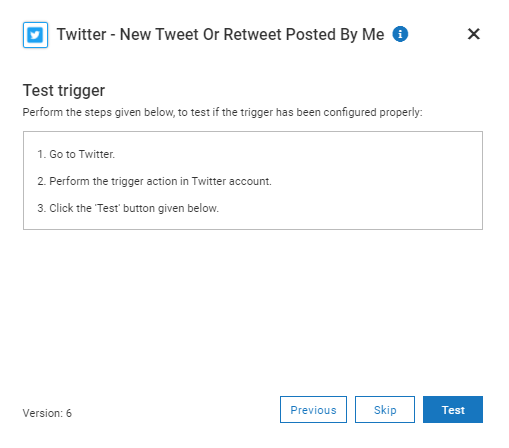 Twitter - New Tweet Or Retweet Posted By Me
Test trigger
Perform the steps given below, to test if the trigger has been configured properly:
1. Go to Twitter.
2. Perform the trigger action in Twitter account.
3. Click the 'Test' button given below.
Version: 6
Previous
Skip
Test